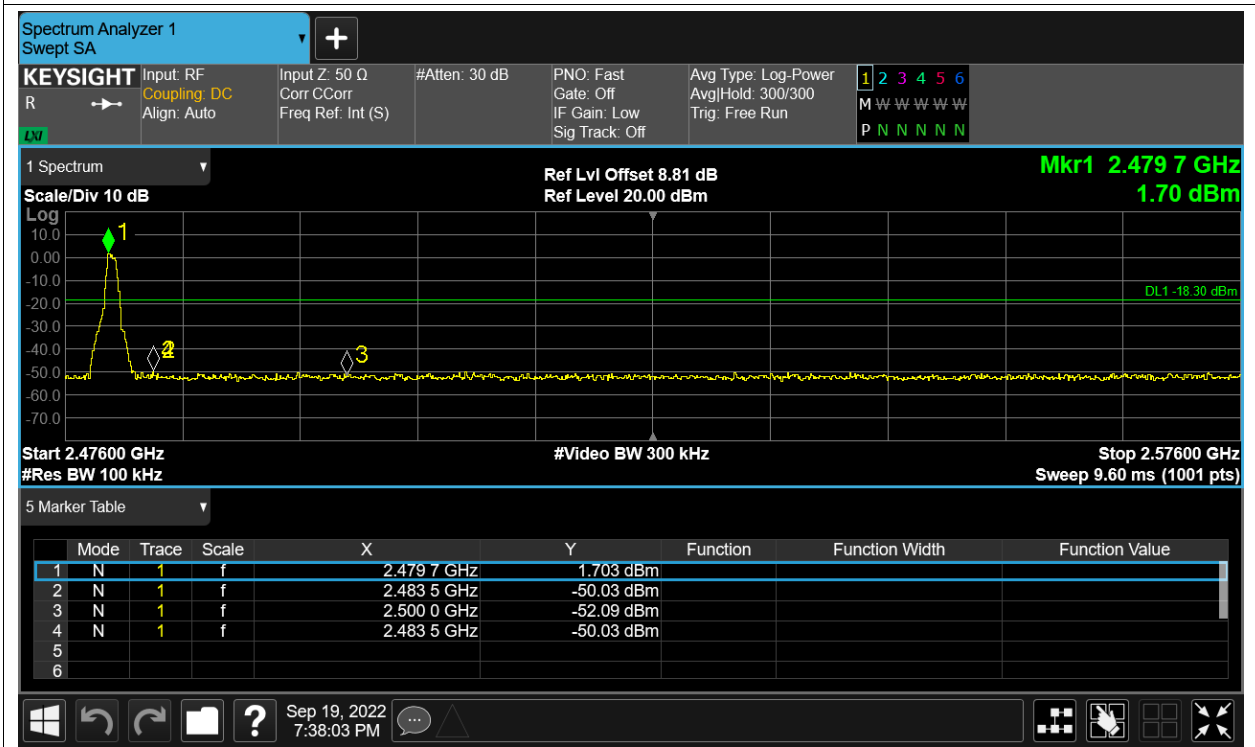 Spectrum Analyzer 1
Swept SA
KEYSIGHT
R
LXI
Input: RF
Coupling: DC
Align: Auto
Input Z: 50 Ω
Corr CCorr
Freq Ref: Int (S)
#Atten: 30 dB
PNO: Fast
Gate: Off
IF Gain: Low
Sig Track: Off
Avg Type: Log-Power
Avg|Hold: 300/300
Trig: Free Run
1 2 3 4 5 6
M W W W W W
P N N N N N
1 Spectrum
Scale/Div 10 dB
Ref Lvl Offset 8.81 dB
Ref Level 20.00 dBm
Mkr1 2.479 7 GHz
1.70 dBm
Log
10.0
0.00
-10.0
-20.0
-30.0
-40.0
-50.0
-60.0
-70.0
1
3
DL1 -18.30 dBm
Start 2.47600 GHz
#Res BW 100 kHz
#Video BW 300 kHz
Stop 2.57600 GHz
Sweep 9.60 ms (1001 pts)
5 Marker Table
Mode Trace Scale X Y Function Function Width Function Value
1 N 1 f 2.479 7 GHz 1.703 dBm
2 N 1 f 2.483 5 GHz -50.03 dBm
3 N 1 f 2.500 0 GHz -52.09 dBm
4 N 1 f 2.483 5 GHz -50.03 dBm
5
6
?
Sep 19, 2022
7:38:03 PM